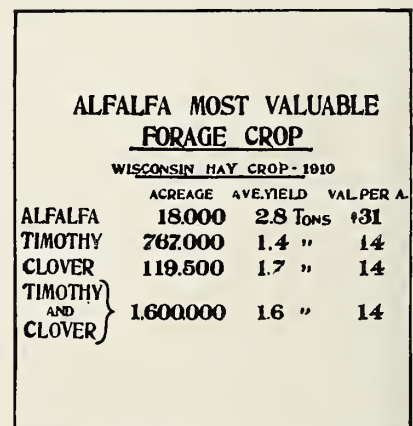 ALFALFA MOST VALUABLE
FORAGE CROP
WISCONSIN HAY CROP - 1910
ACREAGE AVE.YIELD VAL.PER A.
ALFALFA 18.000 2.8 TONS $31
TIMOTHY 767.000 1.4 " 14
CLOVER 119.500 1.7 " 14
TIMOTHY AND CLOVER } 1.600.000 1.6 " 14